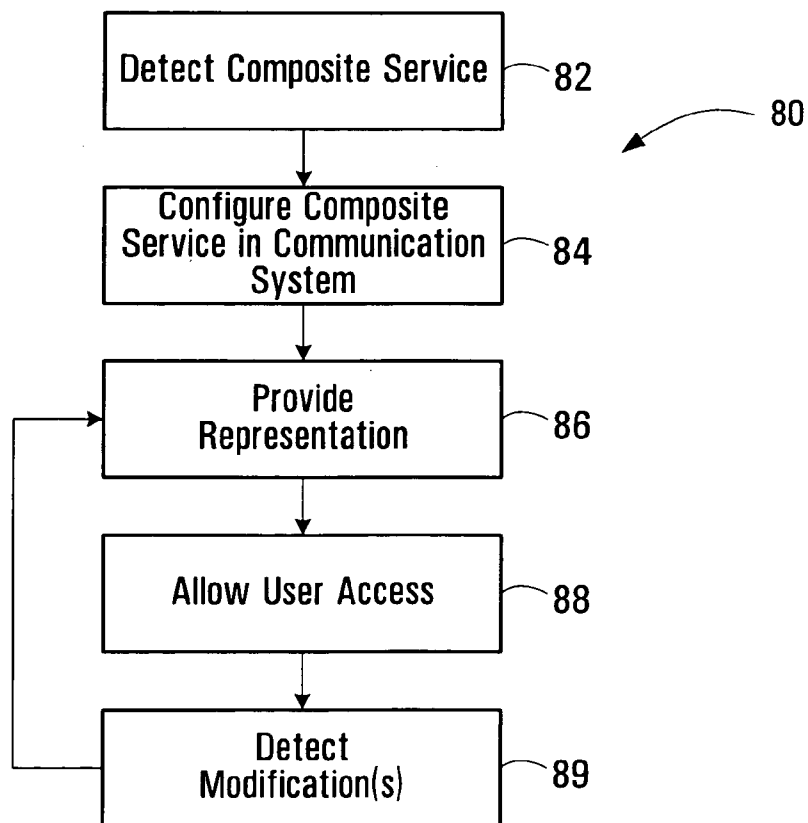 Detect Composite Service
82
80
Configure Composite
Service in Communication
System
84
Provide
Representation
86
Allow User Access
88
Detect
Modification(s)
89